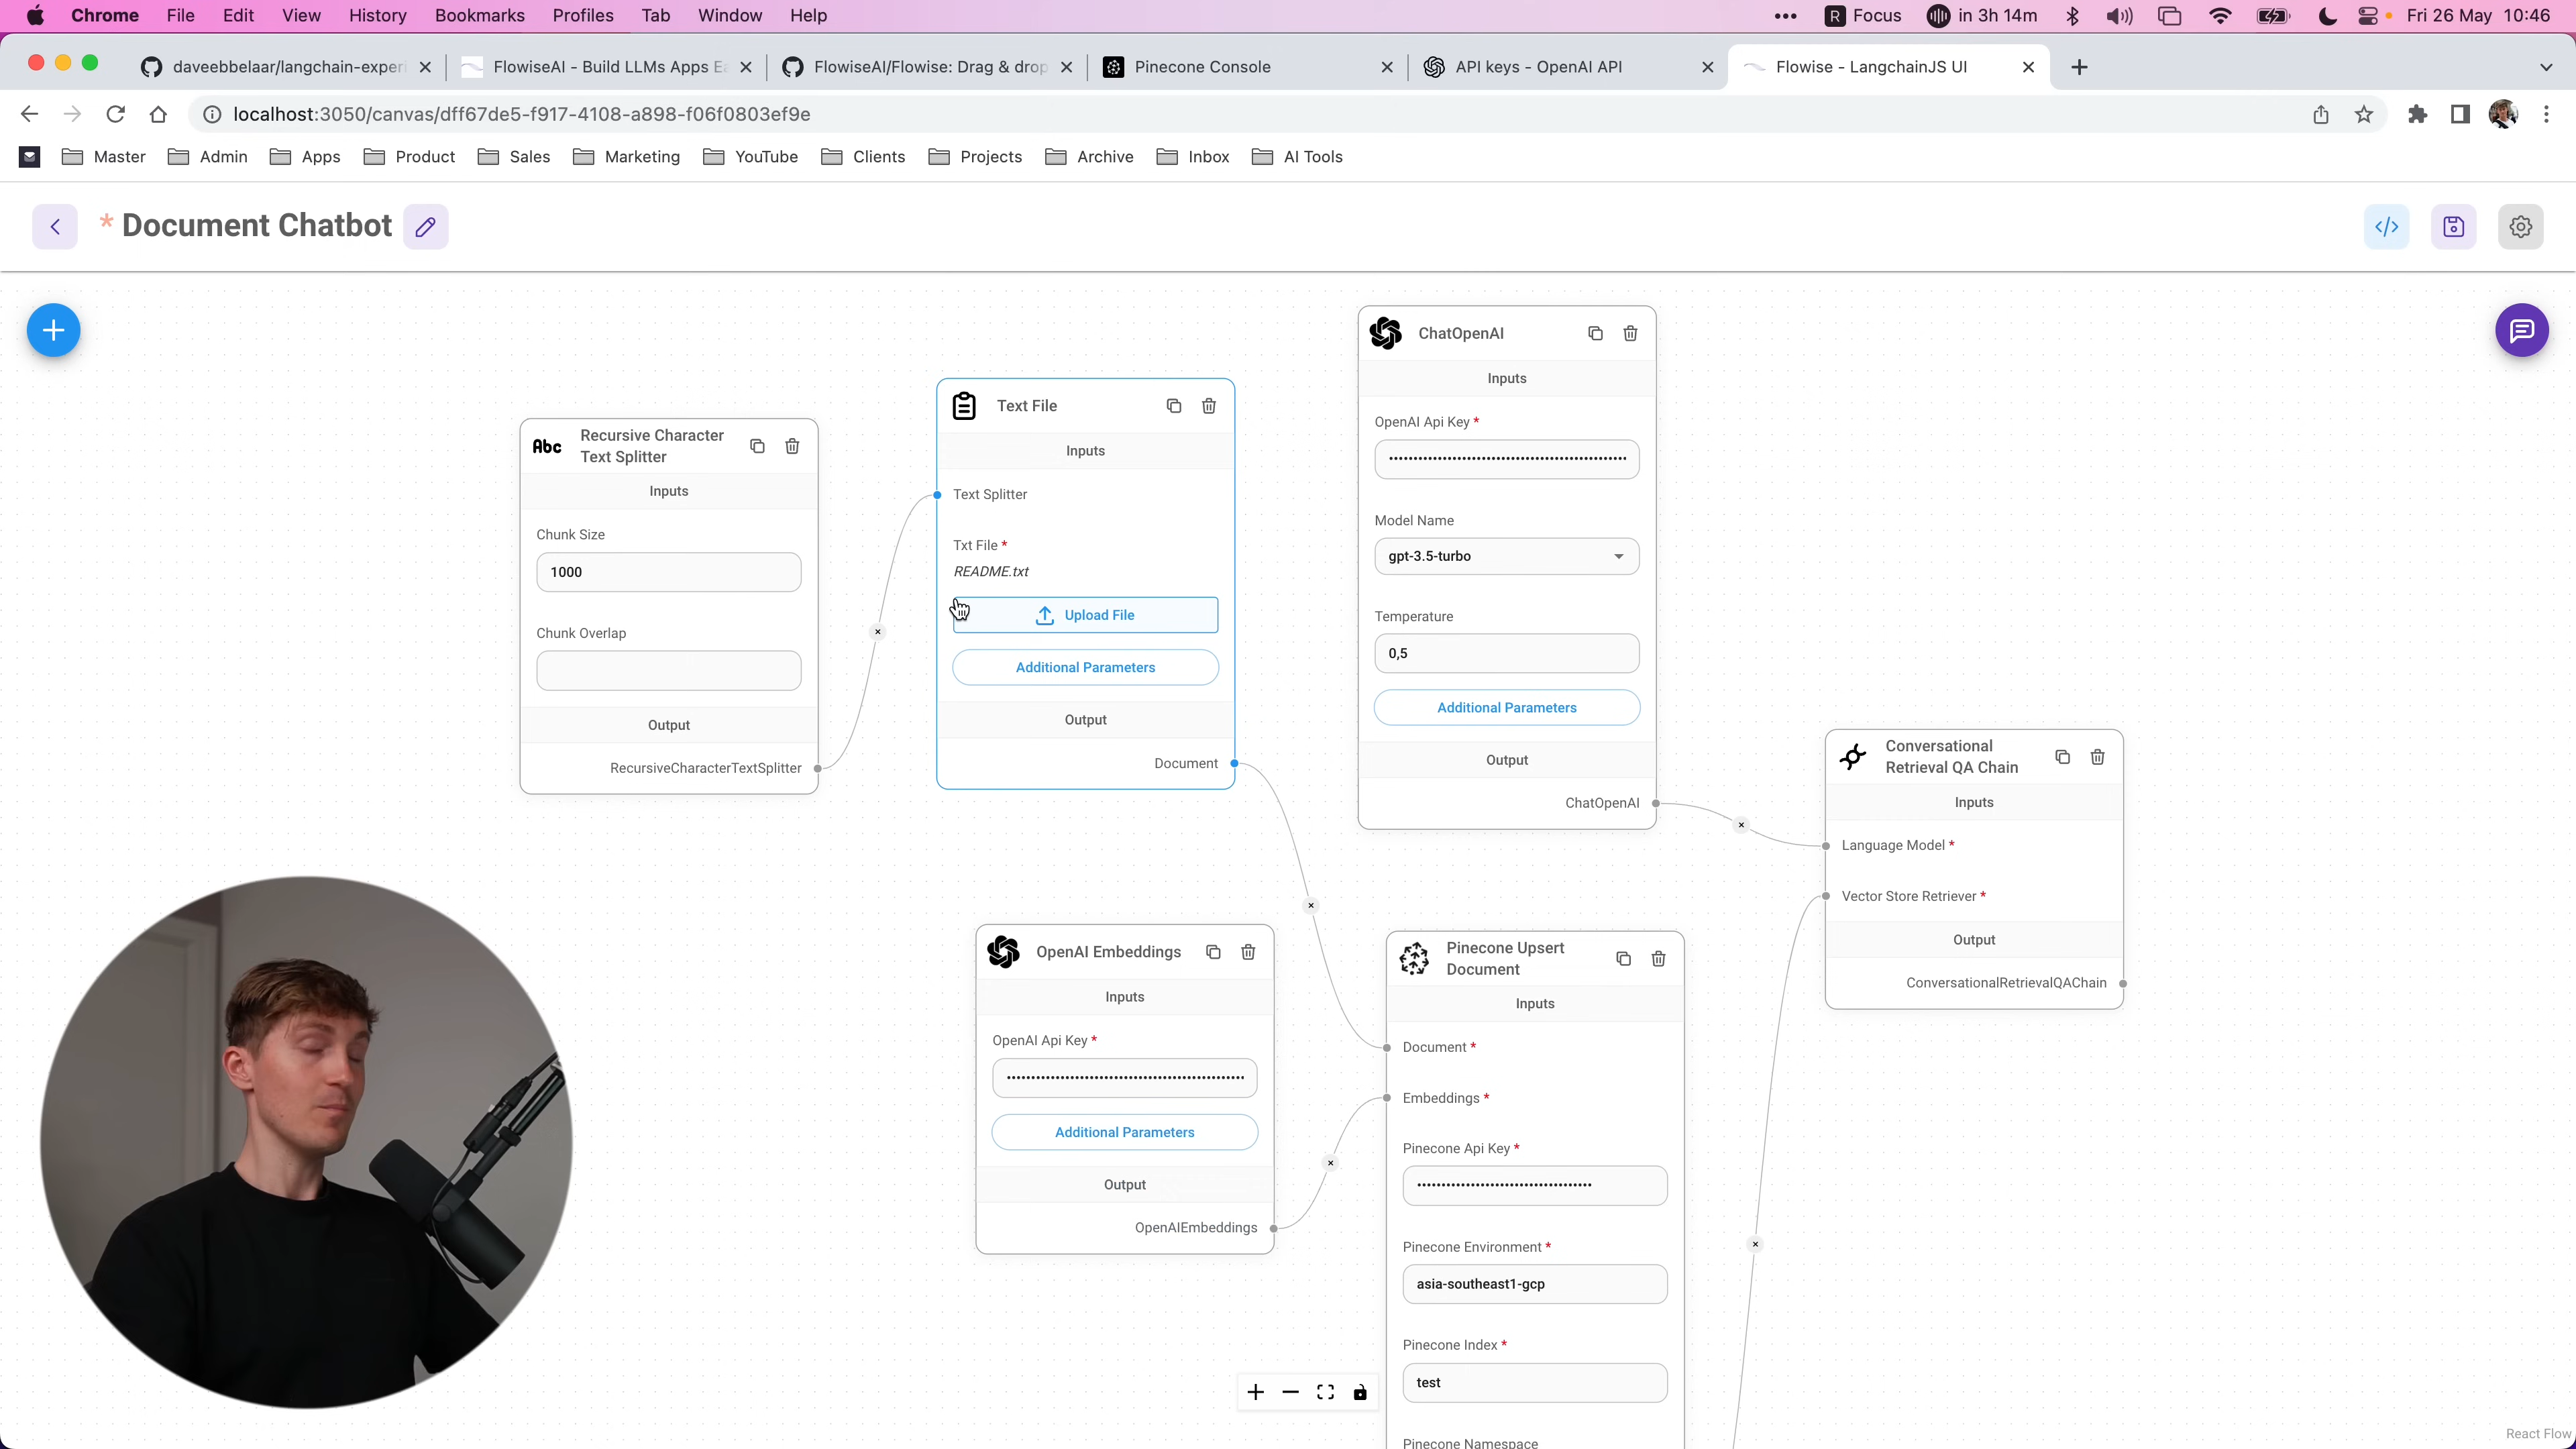 Chrome File Edit View History Bookmarks Profiles Tab Window Help
R Focus in 3h 14m Fri 26 May 10:46
daveebbelaar/langchain-experi
FlowiseAI - Build LLMs Apps Ea
FlowiseAI/Flowise: Drag & drop
Pinecone Console
API keys - OpenAI API
Flowise - LangchainJS UI
localhost:3050/canvas/dff67de5-f917-4108-a898-f06f0803ef9e
Master Admin Apps Product Sales Marketing YouTube Clients Projects Archive Inbox AI Tools
* Document Chatbot
Abc
Recursive Character
Text Splitter
Inputs
Chunk Size
1000
Chunk Overlap
Output
RecursiveCharacterTextSplitter
Text File
Inputs
Text Splitter
Txt File *
README.txt
Upload File
Additional Parameters
Output
Document
ChatOpenAI
Inputs
OpenAI Api Key *
Model Name
gpt-3.5-turbo
Temperature
0,5
Additional Parameters
Output
ChatOpenAI
OpenAI Embeddings
Inputs
OpenAI Api Key *
Additional Parameters
Output
OpenAIEmbeddings
Pinecone Upsert
Document
Inputs
Document *
Embeddings *
Pinecone Api Key *
Pinecone Environment *
asia-southeast1-gcp
Pinecone Index *
test
Pinecone Namespace
Conversational
Retrieval QA Chain
Inputs
Language Model *
Vector Store Retriever *
Output
ConversationalRetrievalQAChain
React Flow